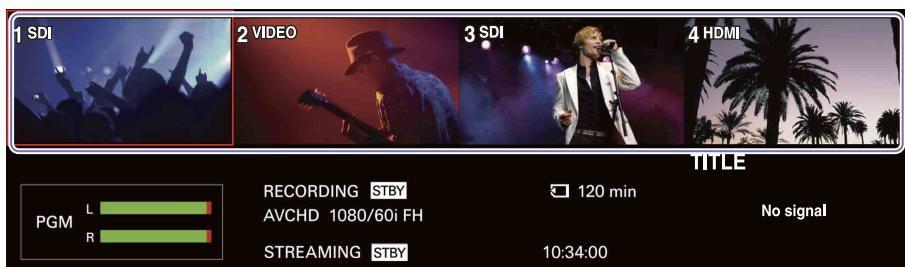 1 SDI
2 VIDEO
3 SDI
4 HDMI
TITLE
PGM
L
R
RECORDING STBY
120 min
AVCHD 1080/60i FH
STREAMING STBY
10:34:00
No signal